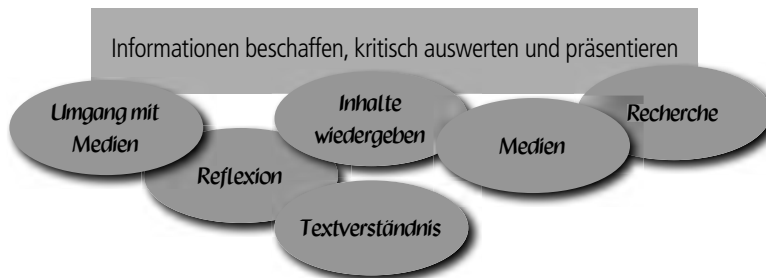 Informationen beschaffen, kritisch auswerten und präsentieren
Umgang mit
Medien
Reflexion
Inhalte
wiedergeben
Textverständnis
Medien
Recherche